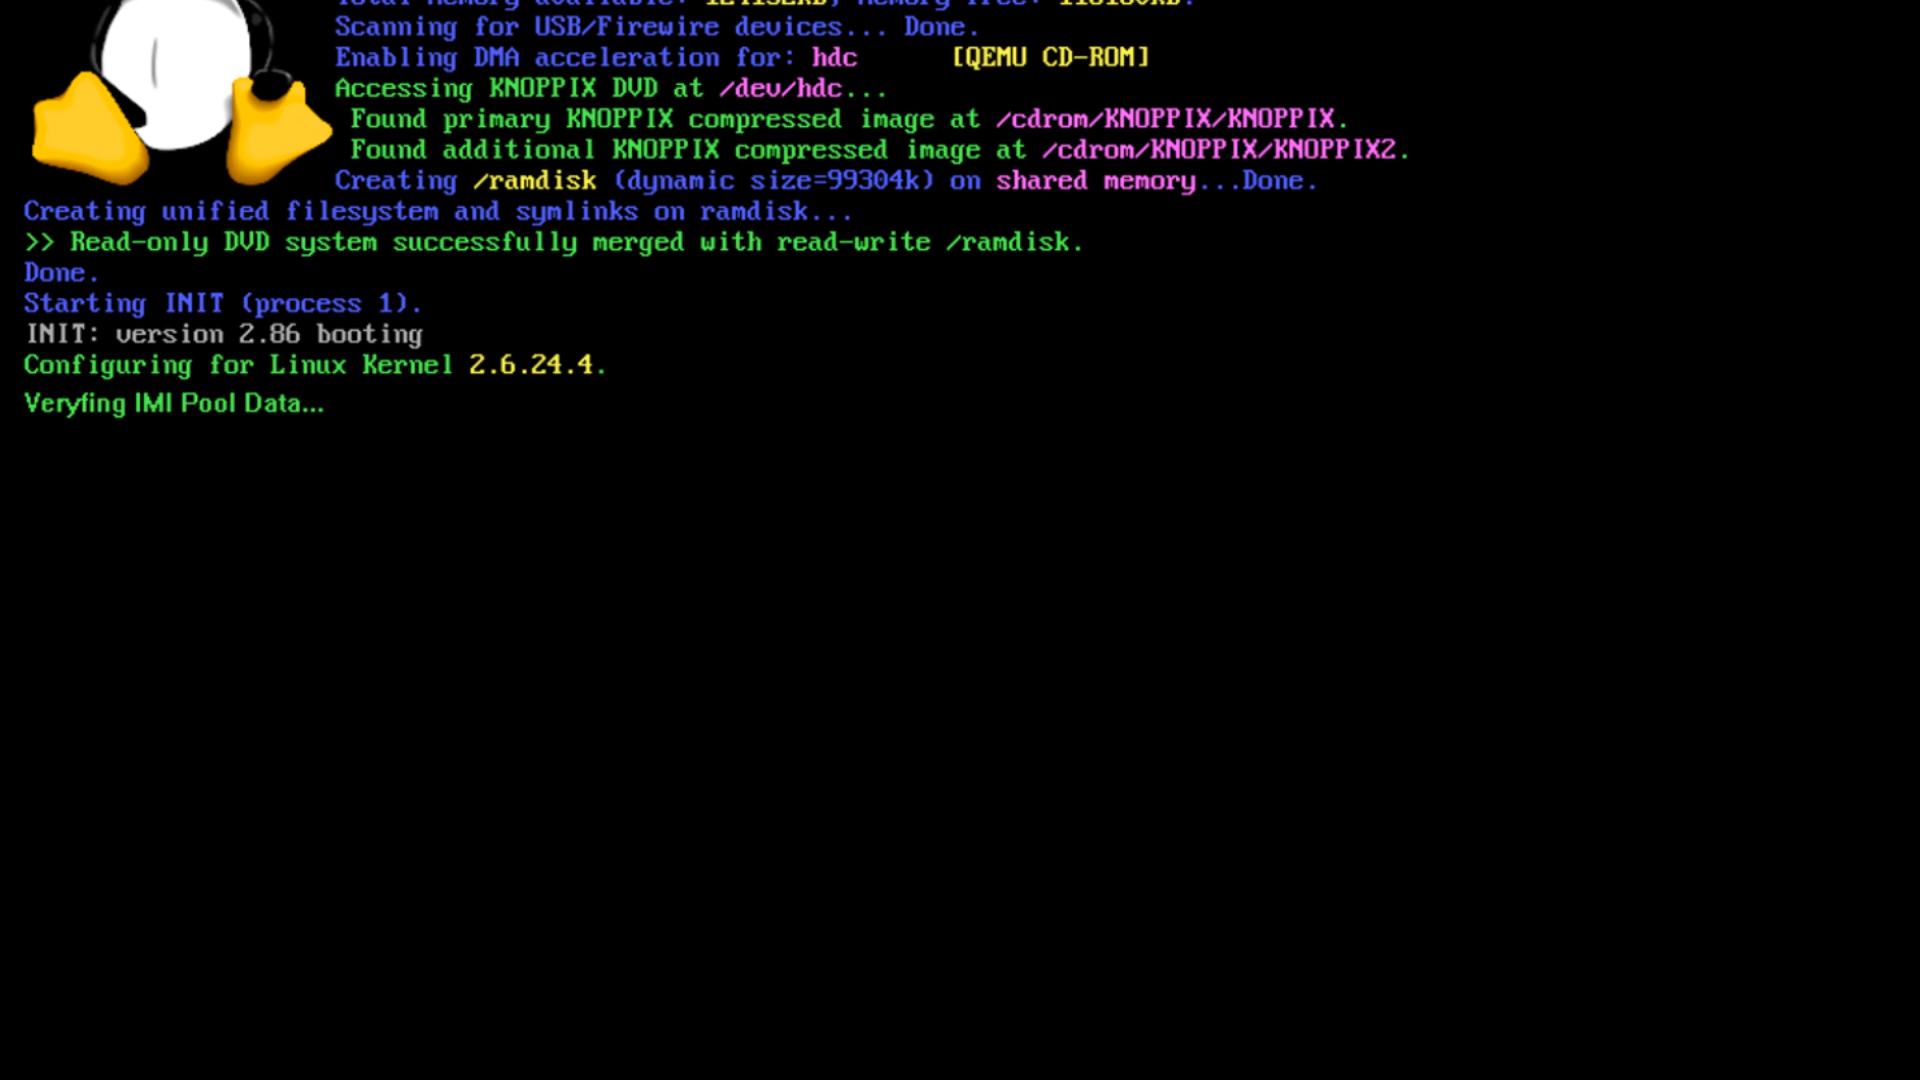 Scanning for USB/Firewire devices... Done.
Enabling DMA acceleration for: hdc [QEMU CD-ROM]
Accessing KNOPPIX DVD at /dev/hdc...
Found primary KNOPPIX compressed image at /cdrom/KNOPPIX/KNOPPIX.
Found additional KNOPPIX compressed image at /cdrom/KNOPPIX/KNOPPIX2.
Creating /ramdisk (dynamic size=99304k) on shared memory...Done.
Creating unified filesystem and symlinks on ramdisk...
>> Read-only DVD system successfully merged with read-write /ramdisk.
Done.
Starting INIT (process 1).
INIT: version 2.86 booting
Configuring for Linux Kernel 2.6.24.4.
Veryfing IMI Pool Data...